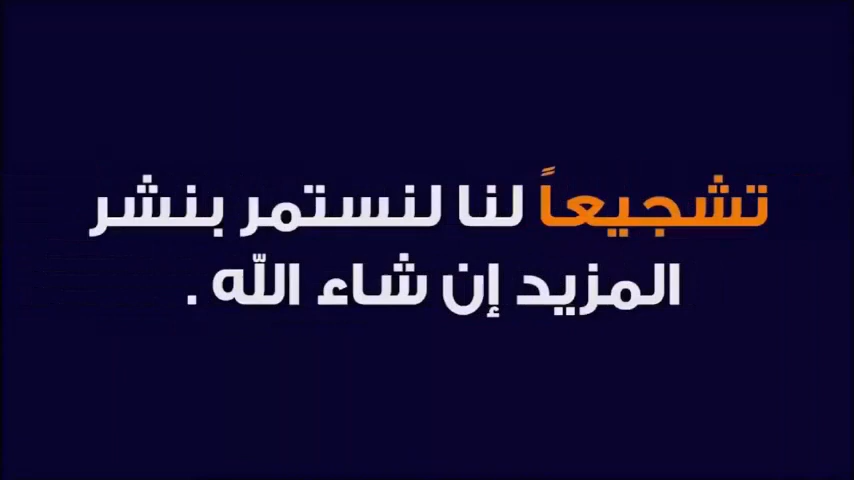 تشجيعاً لنا لنستمر بنشر
المزيد إن شاء الله .